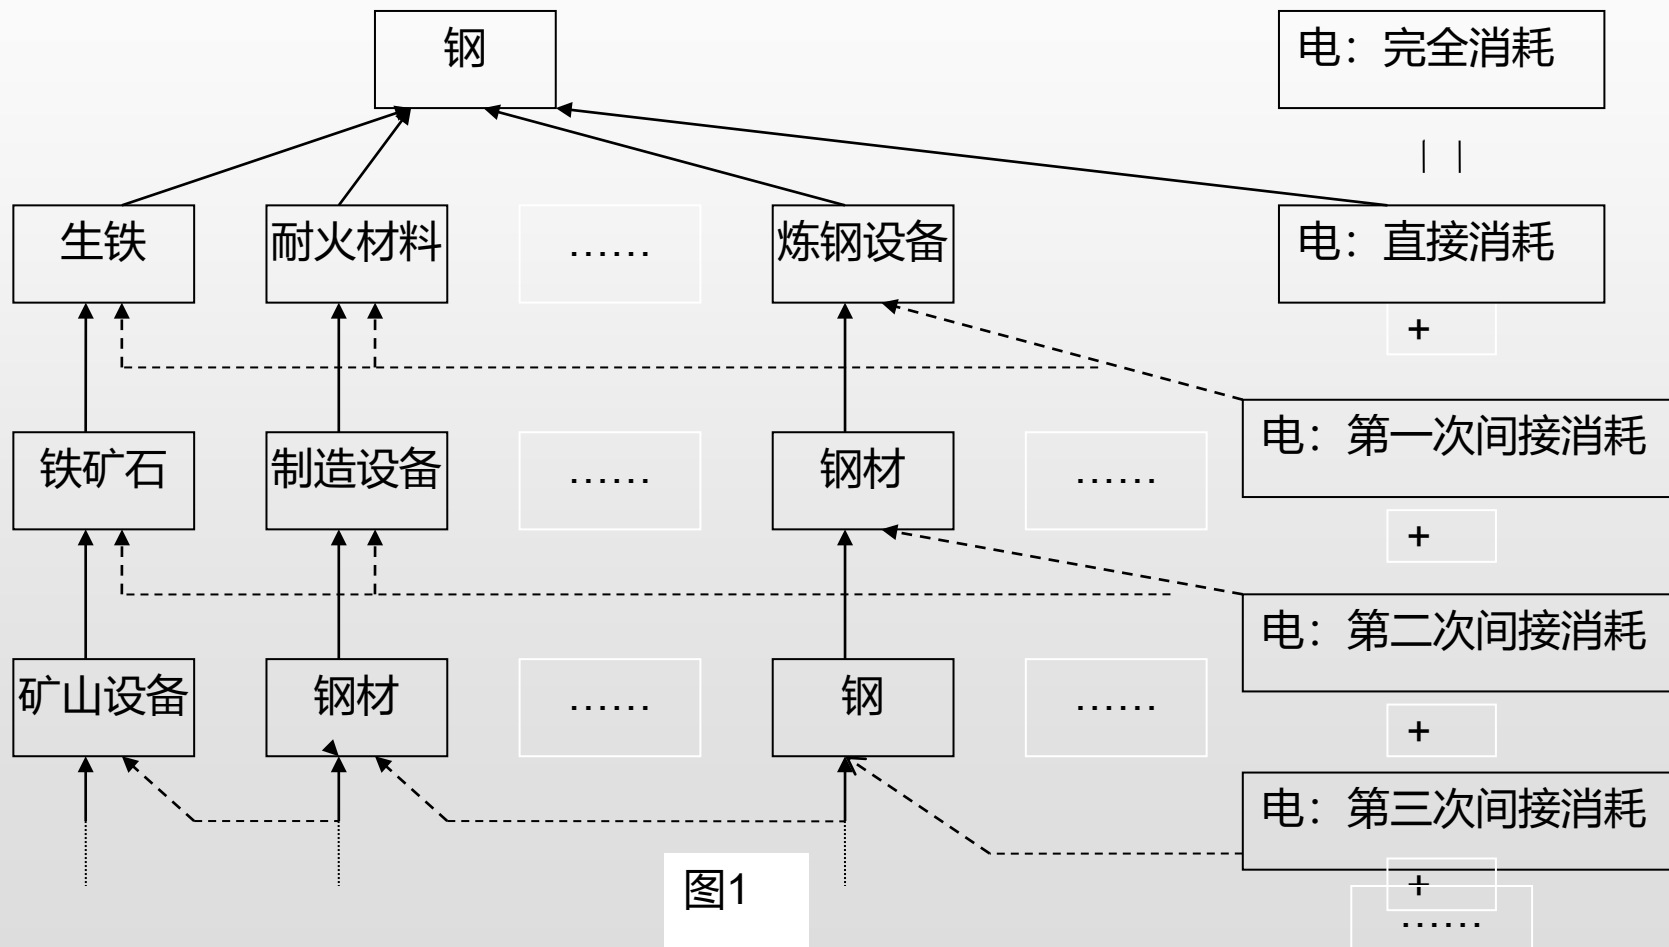 钢
电：完全消耗
| |
生铁
耐火材料
……
炼钢设备
电：直接消耗
+
电：第一次间接消耗
铁矿石
制造设备
……
钢材
……
+
电：第二次间接消耗
矿山设备
钢材
……
钢
……
+
电：第三次间接消耗
+
……
图1